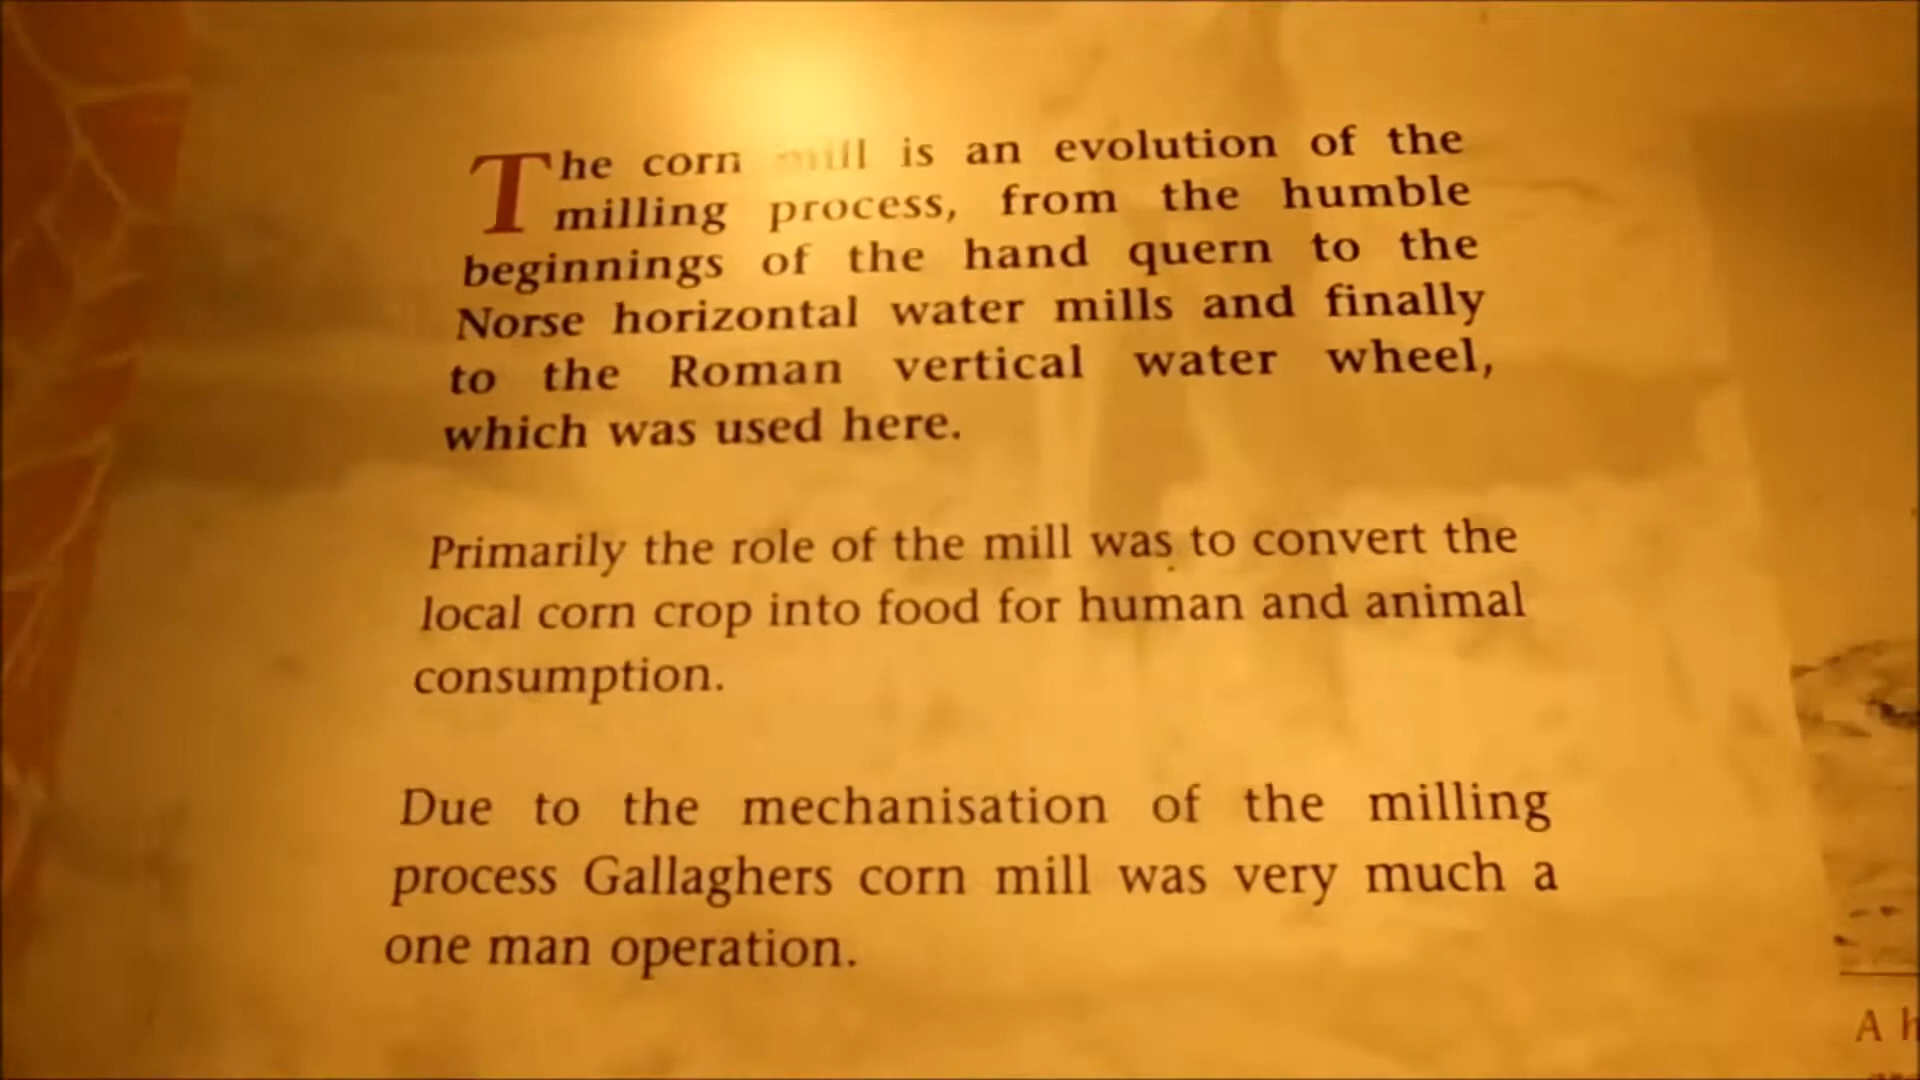 The corn mill is an evolution of the
milling process, from the humble
beginnings of the hand quern to the
Norse horizontal water mills and finally
to the Roman vertical water wheel,
which was used here.
Primarily the role of the mill was to convert the
local corn crop into food for human and animal
consumption.
Due to the mechanisation of the milling
process Gallaghers corn mill was very much a
one man operation.
A h